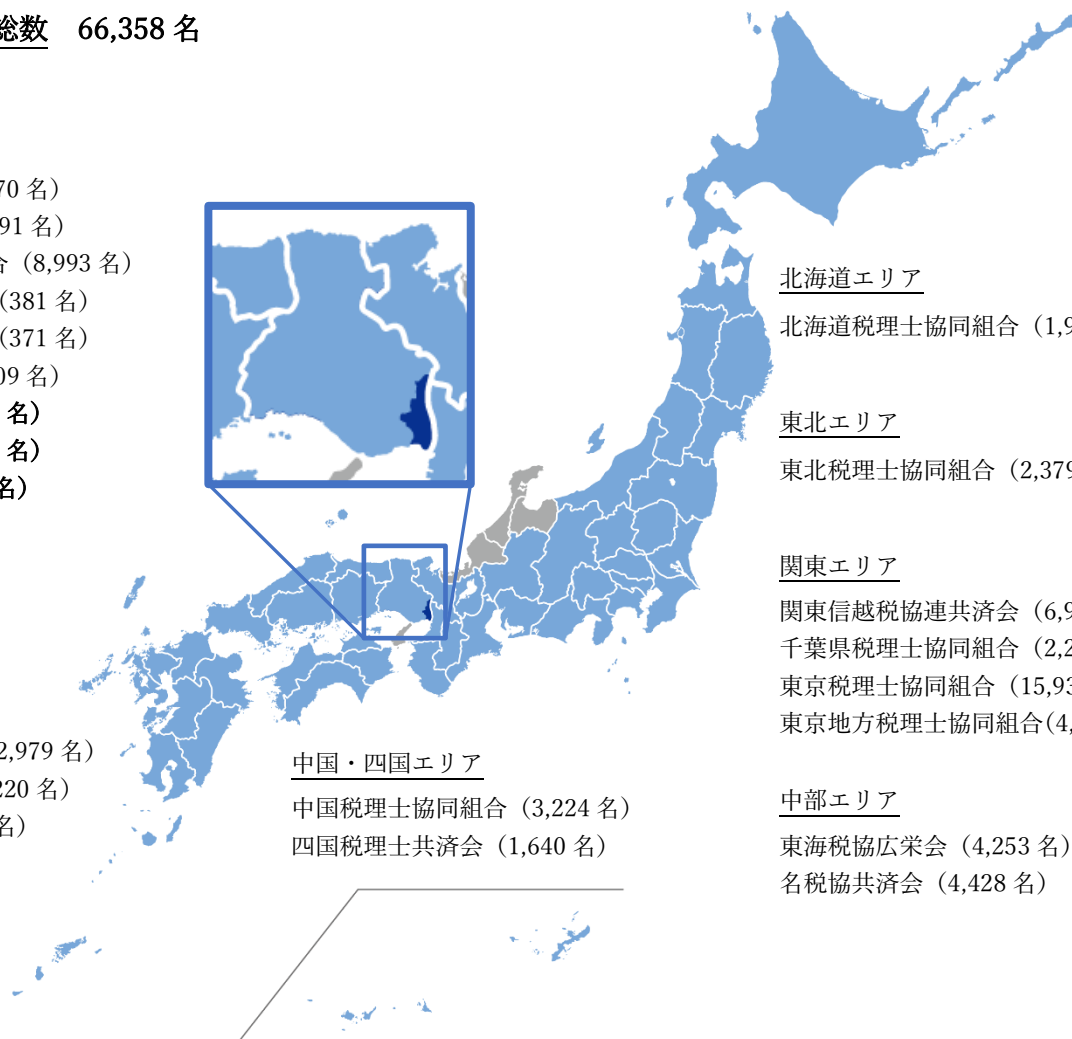 総数 66,358 名
70 名）
91 名）
合（8,993 名）
（381 名）
（371 名）
09 名）
名）
名）
名）
北海道エリア
北海道税理士協同組合（1,9
東北エリア
東北税理士協同組合（2,379
関東エリア
関東信越税協連共済会（6,9
千葉県税理士協同組合（2,2
東京税理士協同組合（15,93
東京地方税理士協同組合（4,
2,979 名）
220 名）
名）
中国・四国エリア
中国税理士協同組合（3,224 名）
四国税理士共済会（1,640 名）
中部エリア
東海税協広栄会（4,253 名）
名税協共済会（4,428 名）